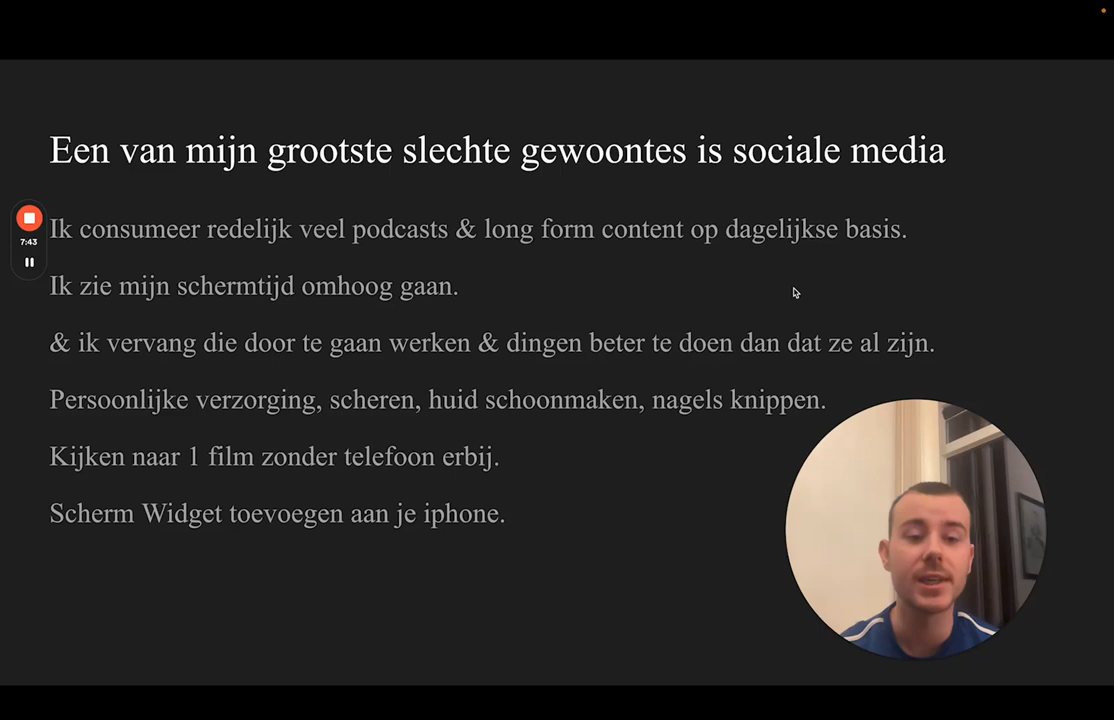 Een van mijn grootste slechte gewoontes is sociale media
Ik consumeer redelijk veel podcasts & long form content op dagelijkse basis.
7:43
Ik zie mijn schermtijd omhoog gaan.
& ik vervang die door te gaan werken & dingen beter te doen dan dat ze al zijn.
Persoonlijke verzorging, scheren, huid schoonmaken, nagels knippen.
Kijken naar 1 film zonder telefoon erbij.
Scherm Widget toevoegen aan je iphone.